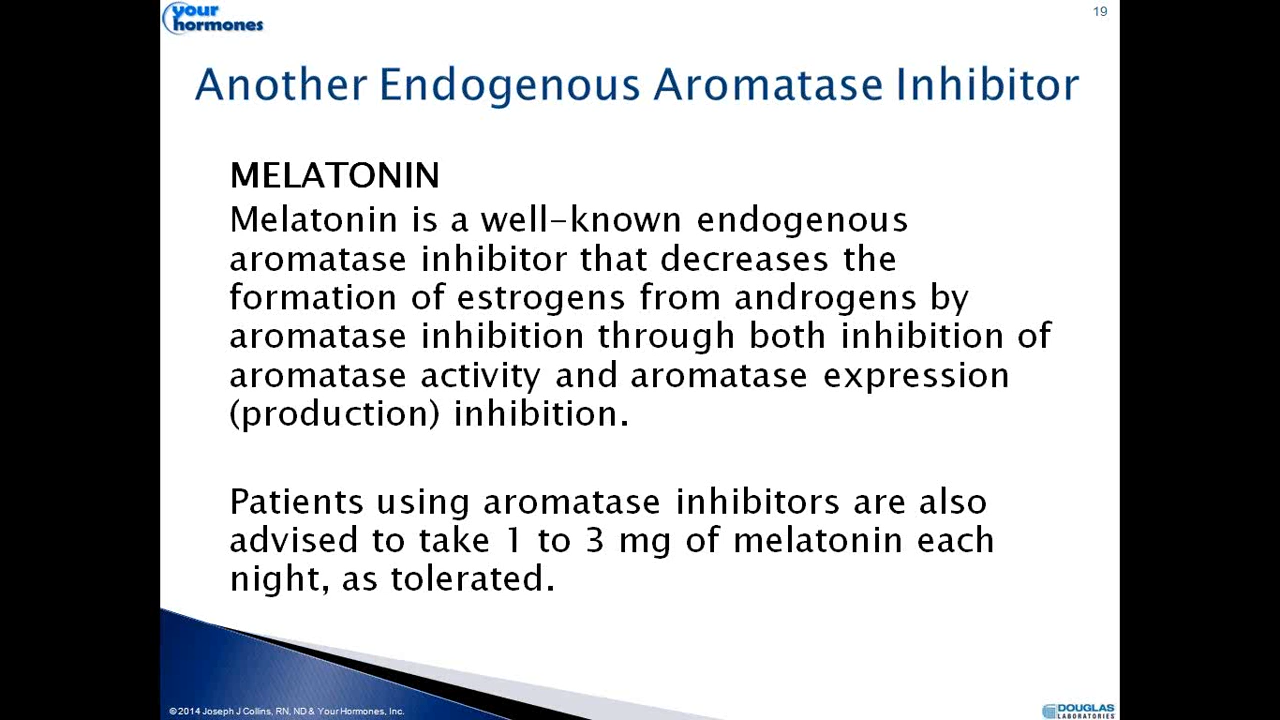 your
hormones
19
Another Endogenous Aromatase Inhibitor
MELATONIN
Melatonin is a well-known endogenous
aromatase inhibitor that decreases the
formation of estrogens from androgens by
aromatase inhibition through both inhibition of
aromatase activity and aromatase expression
(production) inhibition.
Patients using aromatase inhibitors are also
advised to take 1 to 3 mg of melatonin each
night, as tolerated.
©2014 Joseph J Collins, RN, ND & Your Hormones, Inc.
DOUGLAS
LABORATORIES